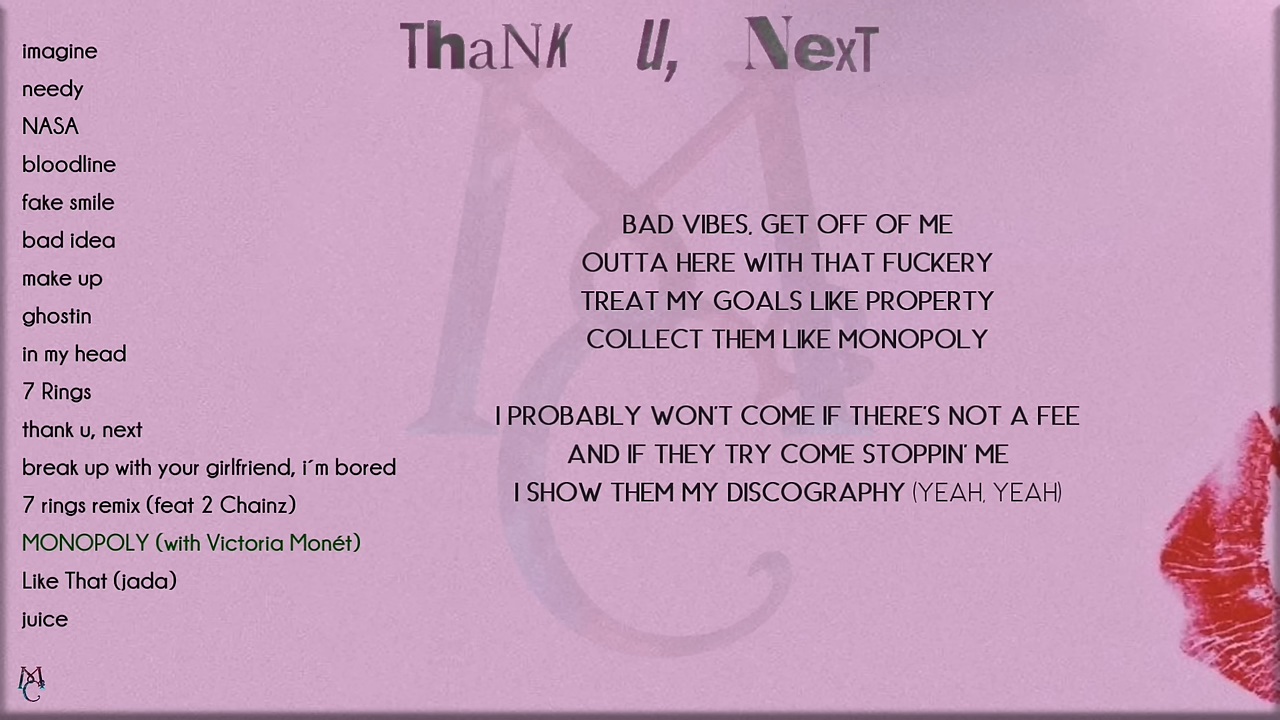 Thank U, Next
imagine
needy
NASA
bloodline
fake smile
bad idea
make up
ghostin
in my head
7 Rings
thank u, next
break up with your girlfriend, i´m bored
7 rings remix (feat 2 Chainz)
MONOPOLY (with Victoria Monét)
Like That (jada)
juice
BAD VIBES, GET OFF OF ME
OUTTA HERE WITH THAT FUCKERY
TREAT MY GOALS LIKE PROPERTY
COLLECT THEM LIKE MONOPOLY
I PROBABLY WON'T COME IF THERE'S NOT A FEE
AND IF THEY TRY COME STOPPIN' ME
I SHOW THEM MY DISCOGRAPHY (YEAH, YEAH)
MC